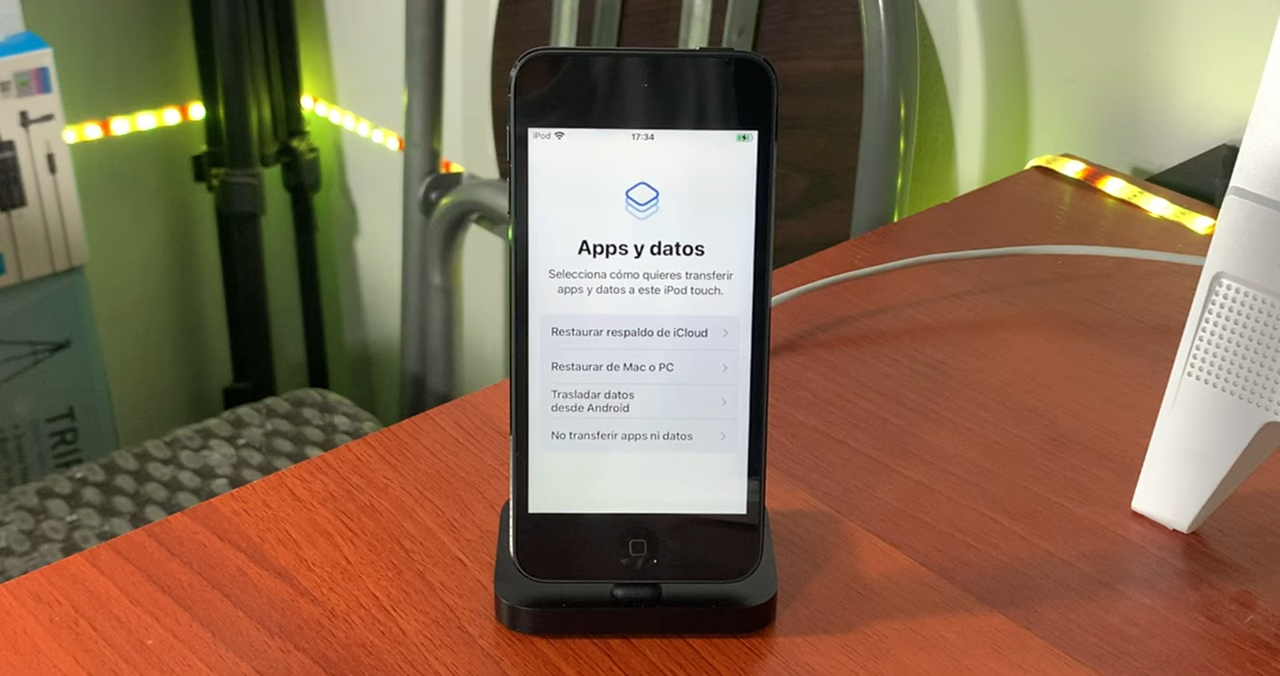 iPod 17:34
Apps y datos
Selecciona cómo quieres transferir
apps y datos a este iPod touch.
Restaurar respaldo de iCloud
Restaurar de Mac o PC
Trasladar datos
desde Android
No transferir apps ni datos